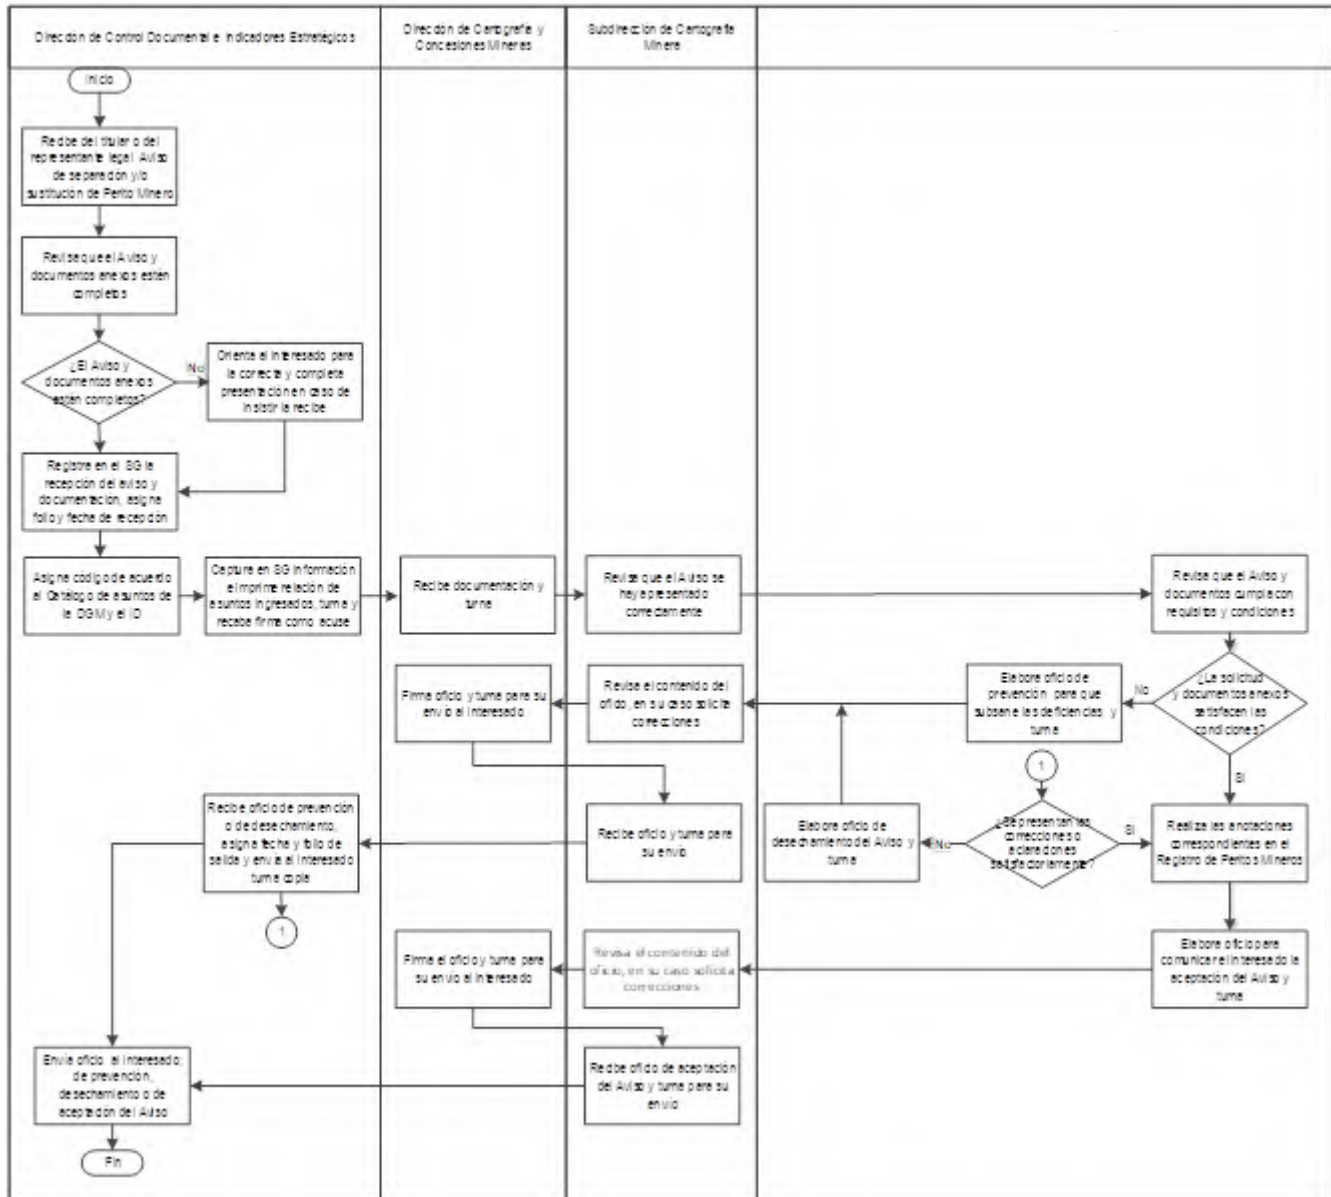 Dirección de Control Documental e Indicadores Estratégicos
Dirección de Cartografía y
Concesiones Mineras
Subdirección de Cartografía
Minera
Inicio
Recibe del titular o del
representante legal Aviso
de separación y/o
sustitución de Perito Minero
Revisa que el Aviso y
documentos anexos estén
completos
¿El Aviso y
documentos anexos
están completos?
No
Orienta al interesado para
la correcta y completa
presentación en caso de
insistir la recibe
Registra en el SG la
recepción del aviso y
documentación, asigna
folio y fecha de recepción
Asigna código de acuerdo
al Catálogo de asuntos de
la DGM y el ID
Captura en SG información
e imprime relación de
asuntos ingresados, turna y
recaba firma como acuse
Recibe documentación y
turna
Revisa que el Aviso se
haya presentado
correctamente
Revisa que el Aviso y
documentos cumpla con
requisitos y condiciones
¿La solicitud
y documentos anexos
satisfacen las
condiciones?
No
Si
Elabora oficio de
prevención para que
subsane las deficiencias y
turna
Revisa el contenido del
oficio, en su caso solicita
correcciones
Firma oficio y turna para su
envío al interesado
1
Recibe oficio de prevención
o de desechamiento,
asigna fecha y folio de
salida y envía al interesado
turna copia
Recibe oficio y turna para
su envío
Elabora oficio de
desechamiento del Aviso y
turna
No
¿Se presentan las
correcciones o
aclaraciones
satisfactoriamente?
Si
Realiza las anotaciones
correspondientes en el
Registro de Peritos Mineros
1
Firma el oficio y turna para
su envío al interesado
Revisa el contenido del
oficio, en su caso solicita
correcciones
Elabora oficio para
comunicar el interesado la
aceptación del Aviso y
turna
Envía oficio al interesado,
de prevención,
desechamiento o de
aceptación del Aviso
Recibe oficio de aceptación
del Aviso y turna para su
envío
Fin